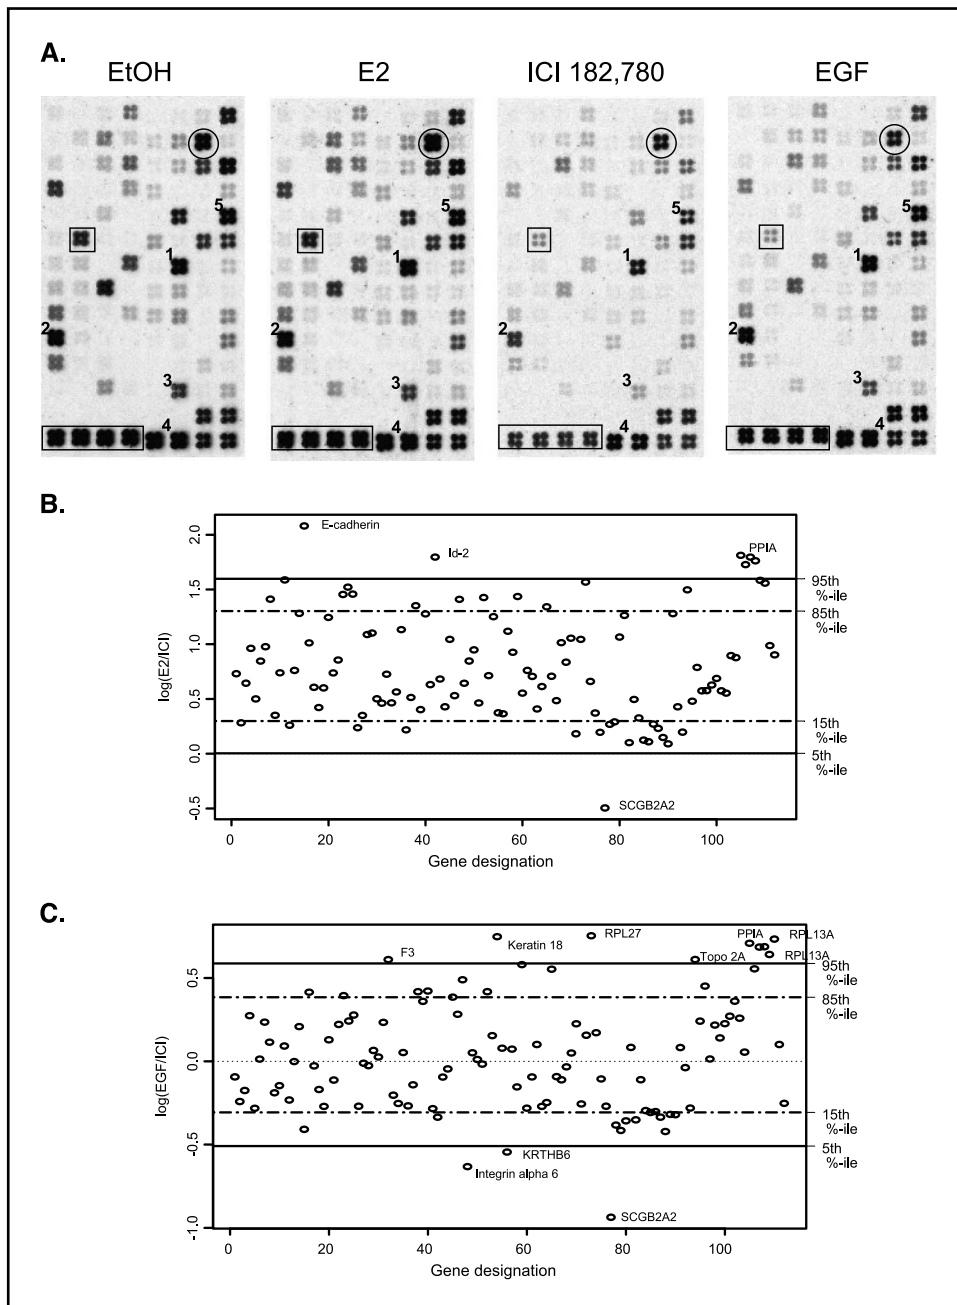 A.
EtOH E2 ICI 182,780 EGF
5 5 5 5
1 1 1 1
2 2 2 2
3 3 3 3
4 4 4 4
B.
2.0
1.5
1.0
0.5
0.0
-0.5
log(E2/ICI)
E-cadherin
Id-2
PPIA
SCGB2A2
95th
%-ile
85th
%-ile
15th
%-ile
5th
%-ile
0 20 40 60 80 100
Gene designation
C.
0.5
0.0
-0.5
-1.0
log(EGF/ICI)
F3
Keratin 18
RPL27
PPIA
RPL13A
Topo 2A
RPL13A
KRTHB6
Integrin alpha 6
SCGB2A2
95th
%-ile
85th
%-ile
15th
%-ile
5th
%-ile
0 20 40 60 80 100
Gene designation